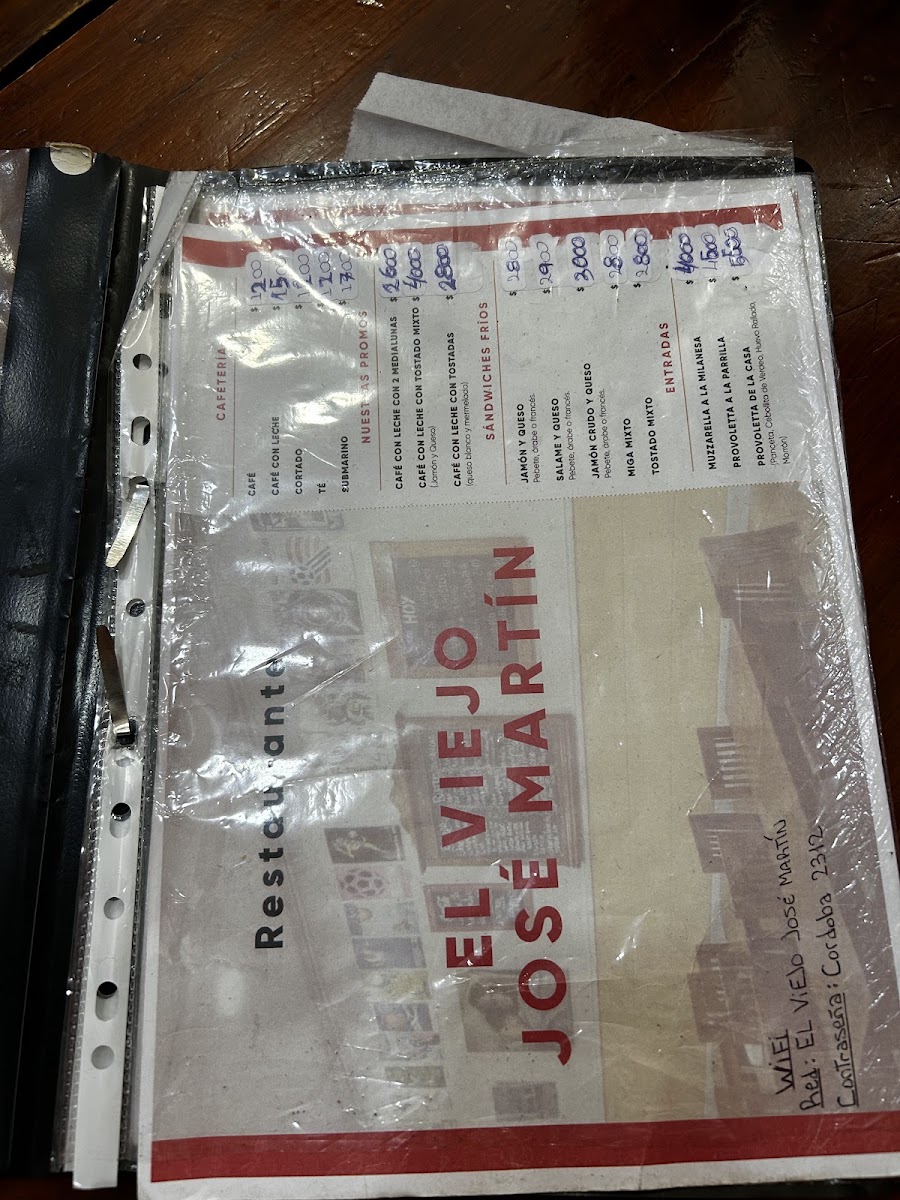 Restaurante
EL VIEJO
JOSÉ MARTÍN
WIFI
Red: EL VIEJO JOSÉ MARTÍN
Contraseña: Cordoba 2312
CAFETERÍA
CAFÉ $ 1200
CAFÉ CON LECHE $ 1500
CORTADO $ 1200
TÉ $ 1200
SUBMARINO $ 1700
NUESTRAS PROMOS
CAFÉ CON LECHE CON 2 MEDIALUNAS $ 2600
CAFÉ CON LECHE CON TOSTADO MIXTO $ 4000
(Jamón y Queso)
CAFÉ CON LECHE CON TOSTADAS $ 2800
(queso blanco y mermelada)
SÁNDWICHES FRÍOS
JAMÓN Y QUESO $ 2800
Pebete, árabe o francés.
SALAME Y QUESO $ 2900
Pebete, árabe o francés.
JAMÓN CRUDO Y QUESO $ 3000
Pebete, árabe o francés.
MIGA MIXTO $ 2800
TOSTADO MIXTO $ 2800
ENTRADAS
MUZZARELLA A LA MILANESA $ 4000
PROVOLETTA A LA PARRILLA $ 4500
PROVOLETTA DE LA CASA $ 5500
(Panceta, Cebollita de Verdeo, Huevo Rallado,
Morrón)
HOY